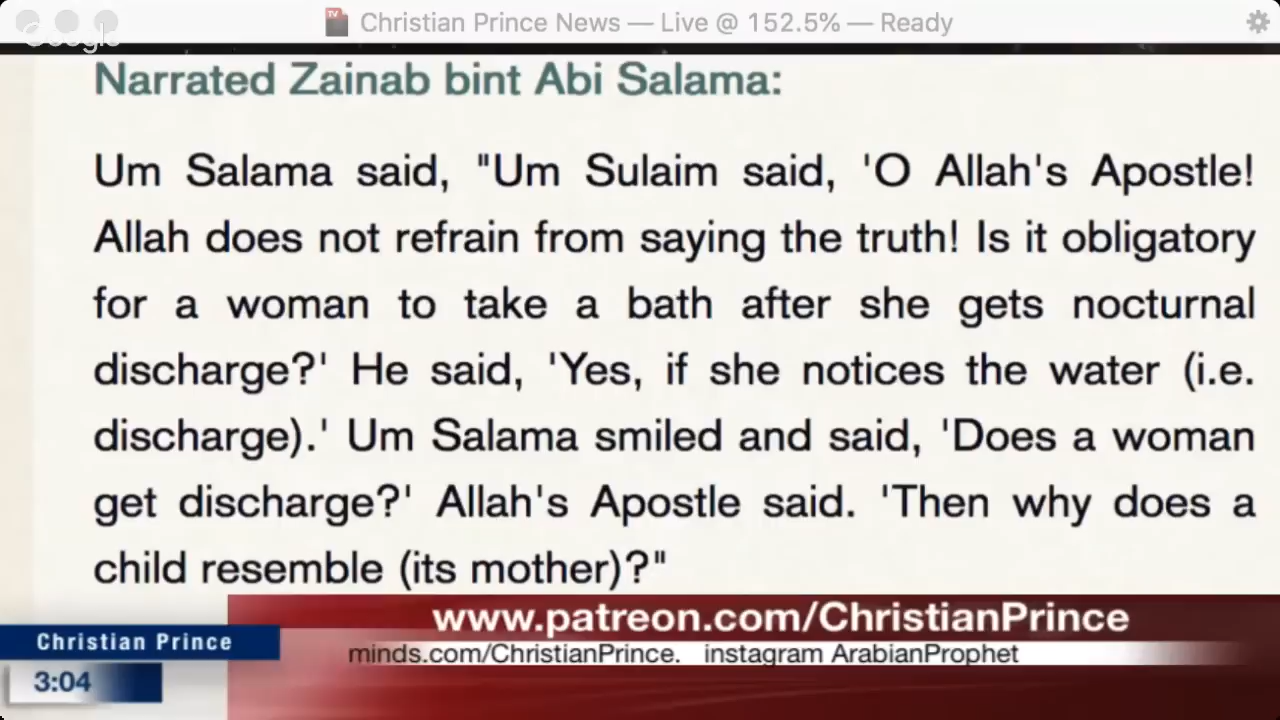 Christian Prince News — Live @ 152.5% — Ready
Google
Narrated Zainab bint Abi Salama:
Um Salama said, "Um Sulaim said, 'O Allah's Apostle!
Allah does not refrain from saying the truth! Is it obligatory
for a woman to take a bath after she gets nocturnal
discharge?' He said, 'Yes, if she notices the water (i.e.
discharge).' Um Salama smiled and said, 'Does a woman
get discharge?' Allah's Apostle said. 'Then why does a
child resemble (its mother)?"
www.patreon.com/ChristianPrince
Christian Prince
minds.com/ChristianPrince. instagram ArabianProphet
3:04